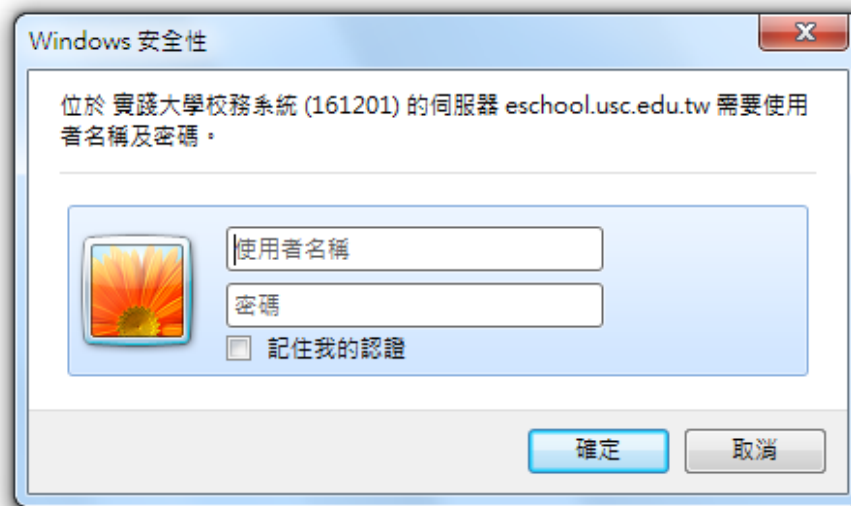 Windows 安全性
位於 實踐大學校務系統 (161201) 的伺服器 eschool.usc.edu.tw 需要使用
者名稱及密碼。
使用者名稱
密碼
記住我的認證
確定
取消